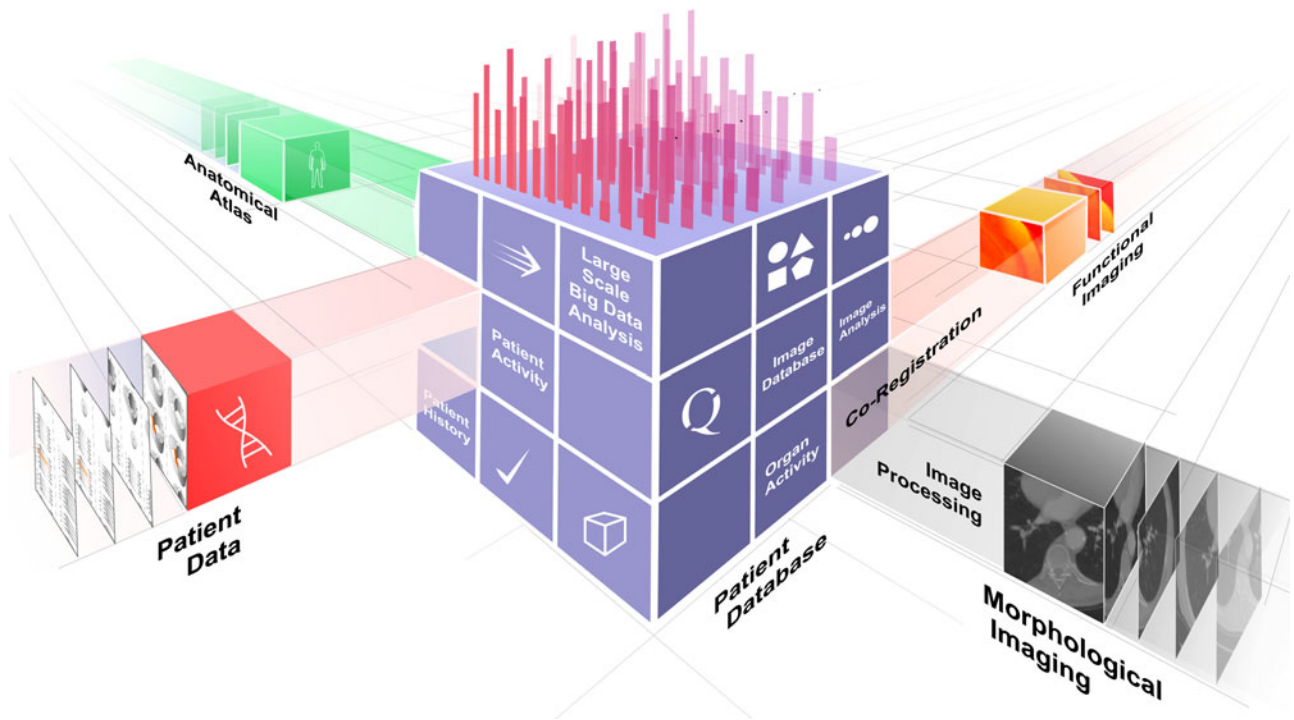 Anatomical
Atlas
Large
Scale
Big Data
Analysis
Patient
Activity
Patient
History
Image
Database
Image
Analysis
Q
Organ
Activity
Functional
Imaging
Co-Registration
Image
Processing
Patient
Data
Patient
Database
Morphological
Imaging